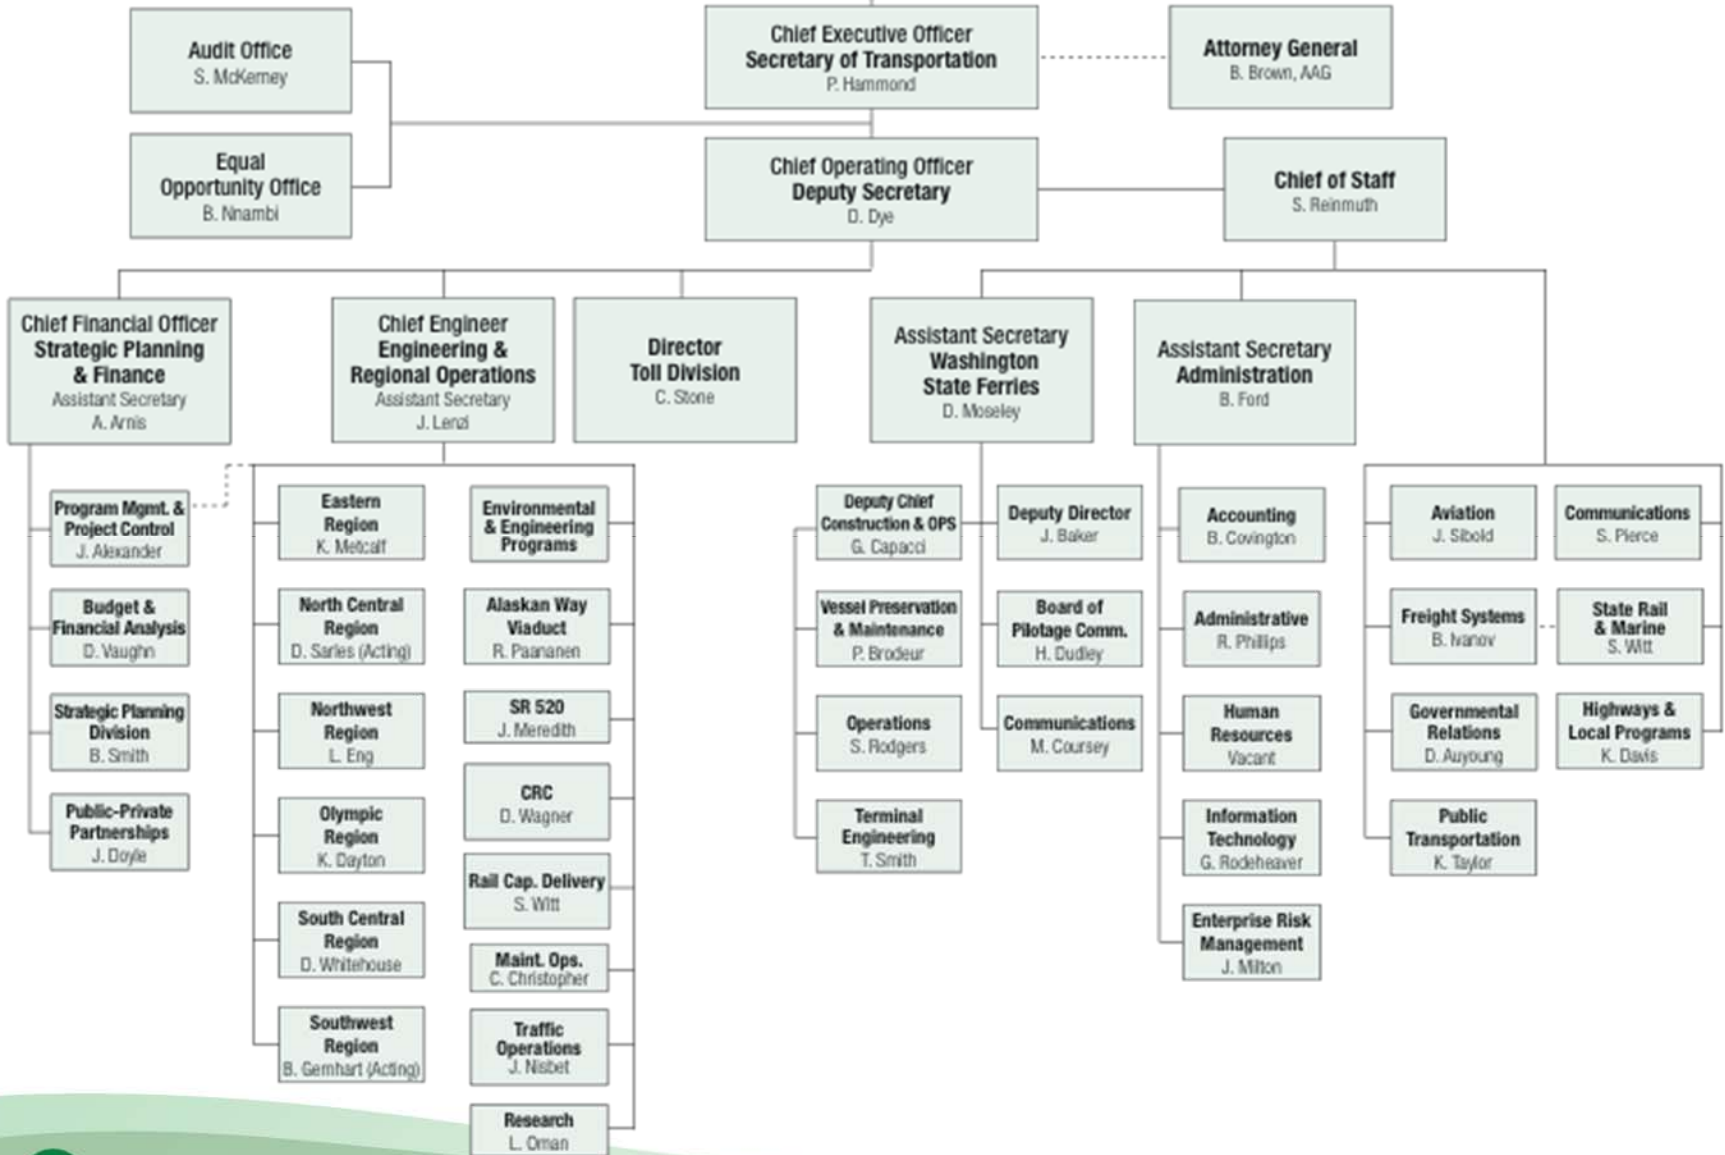 Audit Office
S. McKerney
Equal
Opportunity Office
B. Nnambi
Chief Executive Officer
Secretary of Transportation
P. Hammond
Attorney General
B. Brown, AAG
Chief Operating Officer
Deputy Secretary
D. Dye
Chief of Staff
S. Reinmuth
Chief Financial Officer
Strategic Planning
& Finance
Assistant Secretary
A. Arnis
Chief Engineer
Engineering &
Regional Operations
Assistant Secretary
J. Lenzi
Director
Toll Division
C. Stone
Assistant Secretary
Washington
State Ferries
D. Moseley
Assistant Secretary
Administration
B. Ford
Program Mgmt. &
Project Control
J. Alexander
Budget &
Financial Analysis
D. Vaughn
Strategic Planning
Division
B. Smith
Public-Private
Partnerships
J. Doyle
Eastern
Region
K. Metcalf
North Central
Region
D. Sarles (Acting)
Northwest
Region
L. Eng
Olympic
Region
K. Dayton
South Central
Region
D. Whitehouse
Southwest
Region
B. Gernhart (Acting)
Environmental
& Engineering
Programs
Alaskan Way
Viaduct
R. Paananen
SR 520
J. Meredith
CRC
D. Wagner
Rail Cap. Delivery
S. Witt
Maint. Ops.
C. Christopher
Traffic
Operations
J. Nisbet
Research
L. Oman
Deputy Chief
Construction & OPS
G. Capacci
Vessel Preservation
& Maintenance
P. Brodeur
Operations
S. Rodgers
Terminal
Engineering
T. Smith
Deputy Director
J. Baker
Board of
Pilotage Comm.
H. Dudley
Communications
M. Coursey
Accounting
B. Covington
Administrative
R. Phillips
Human
Resources
Vacant
Information
Technology
G. Rodeheaver
Enterprise Risk
Management
J. Milton
Aviation
J. Sibold
Freight Systems
B. Ivanov
Governmental
Relations
D. Auyoung
Public
Transportation
K. Taylor
Communications
S. Pierce
State Rail
& Marine
S. Witt
Highways &
Local Programs
K. Davis